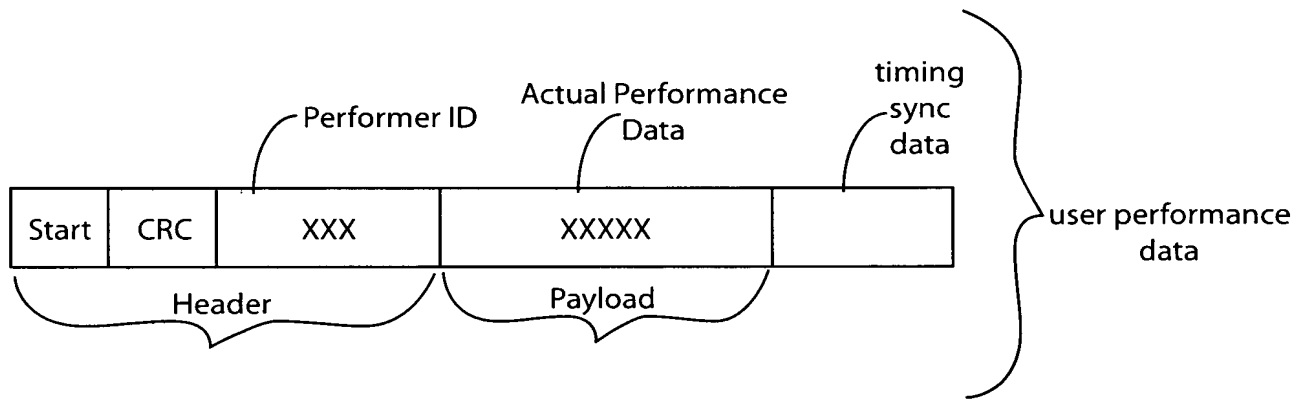 timing
sync
data
Actual Performance
Data
Performer ID
Start
CRC
XXX
XXXXX
user performance
data
Header
Payload